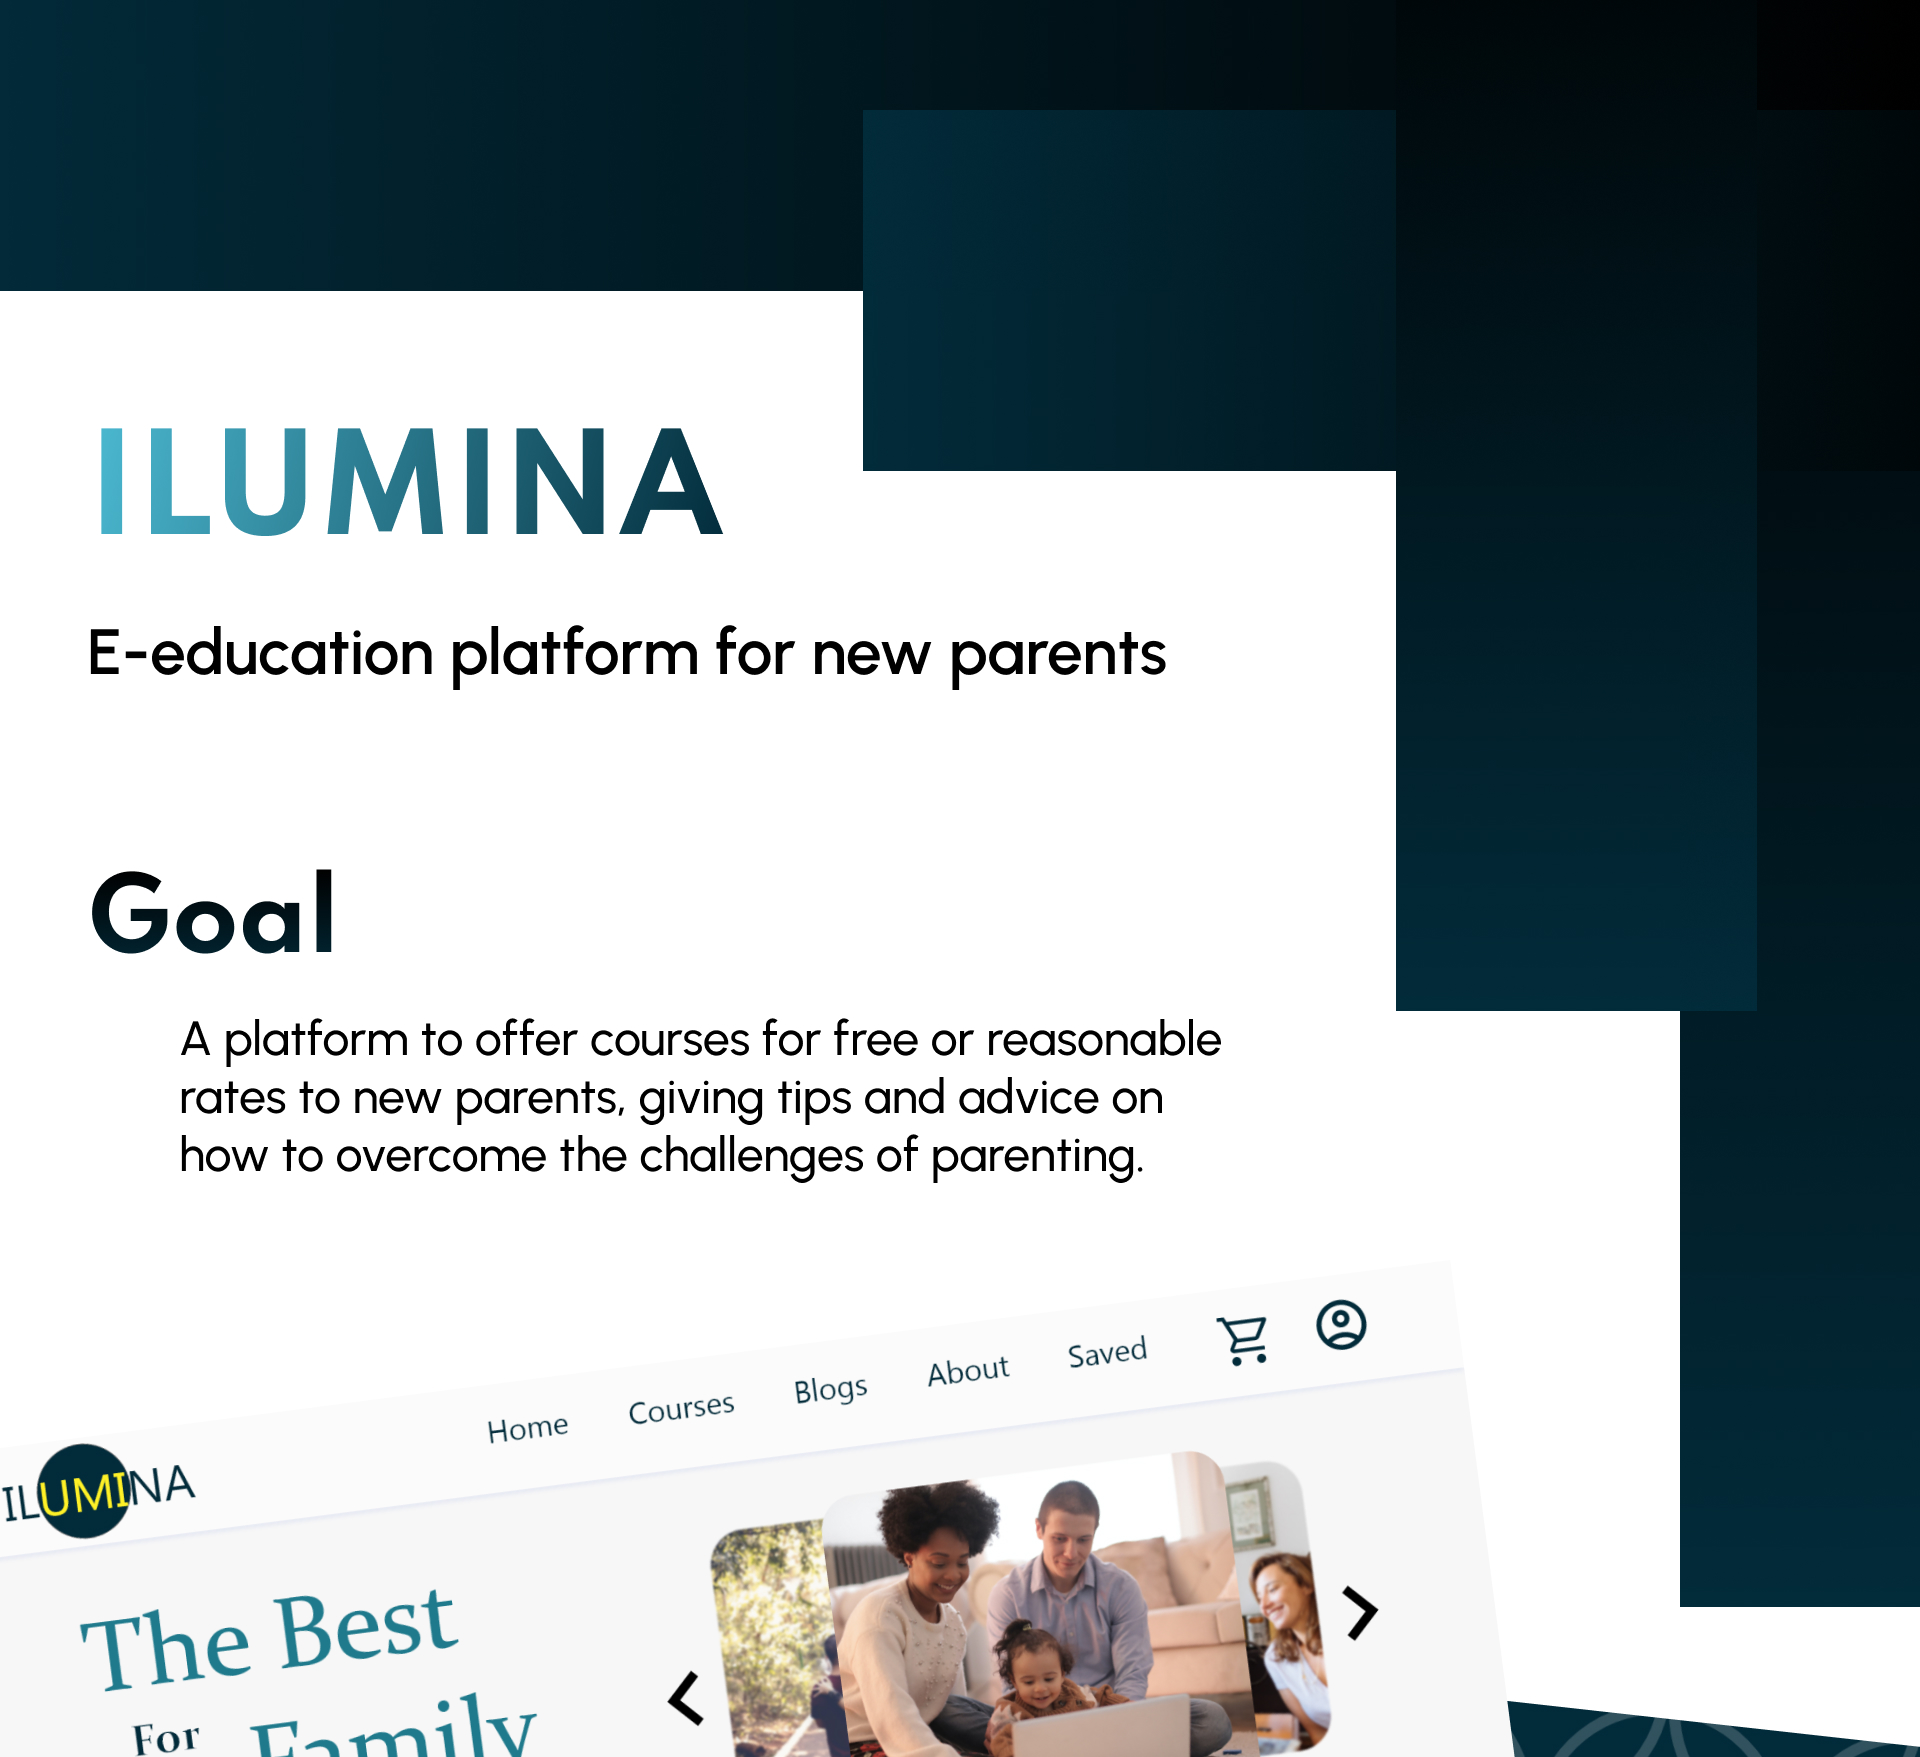 ILUMINA
E-education platform for new parents
Goal
A platform to offer courses for free or reasonable
rates to new parents, giving tips and advice on
how to overcome the challenges of parenting.
ILUMINA
Home Courses Blogs About Saved
The Best
For Family